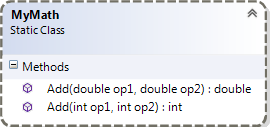 MyMath
Static Class
Methods
Add(double op1, double op2) : double
Add(int op1, int op2) : int